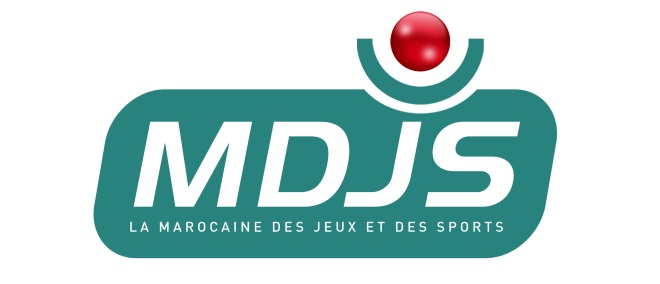 MDJS
LA MAROCAINE DES JEUX ET DES SPORTS